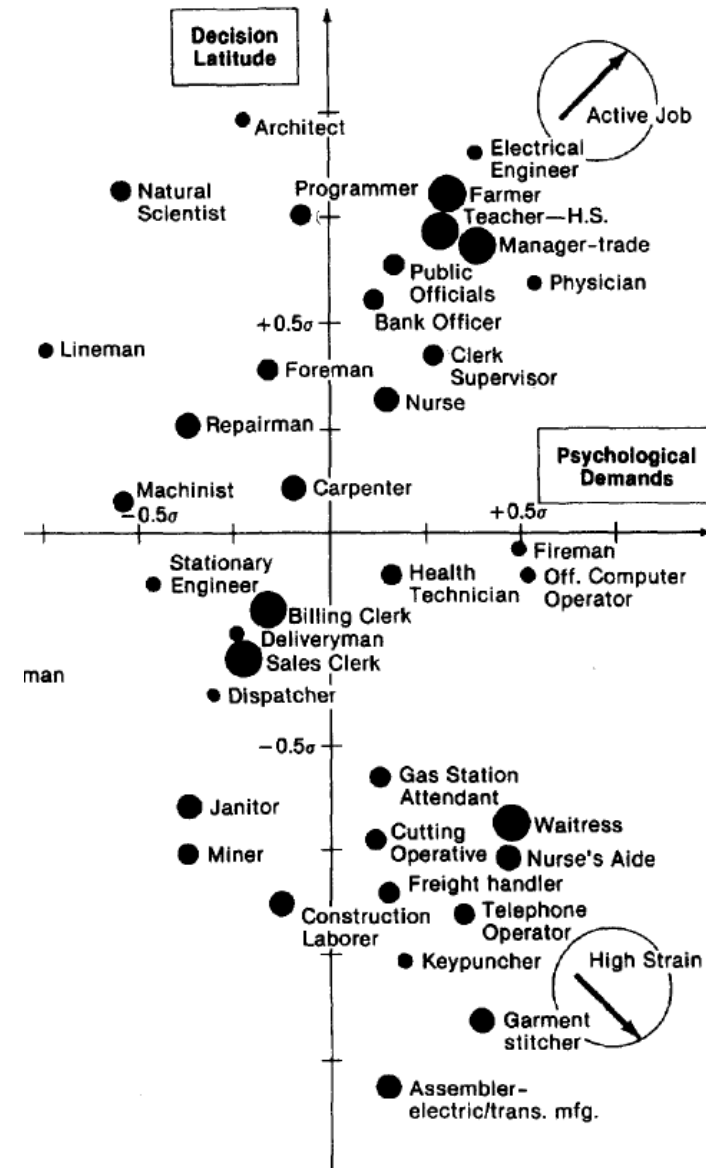 Decision
Latitude
Active Job
Architect
Electrical
Engineer
Natural
Scientist
Programmer
Farmer
Teacher—H.S.
Manager-trade
Public
Officials
Physician
Bank Officer
+0.5σ
Lineman
Foreman
Clerk
Supervisor
Nurse
Repairman
Psychological
Demands
Machinist
Carpenter
-0.5σ
+0.5σ
Fireman
Stationary
Engineer
Health
Technician
Off. Computer
Operator
Billing Clerk
Deliveryman
Sales Clerk
man
Dispatcher
-0.5σ
Gas Station
Attendant
Janitor
Waitress
Cutting
Operative
Miner
Nurse's Aide
Freight handler
Construction
Laborer
Telephone
Operator
Keypuncher
High Strain
Garment
stitcher
Assembler-
electric/trans. mfg.